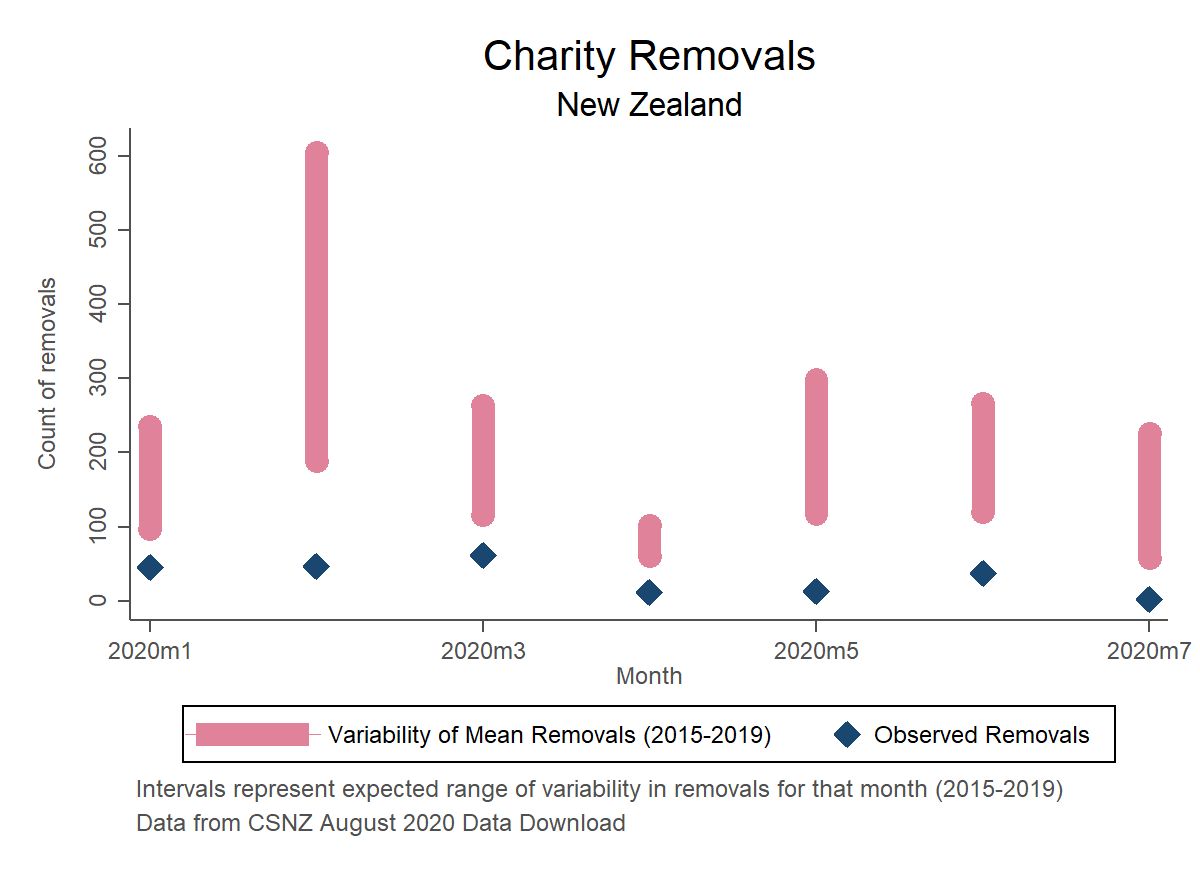 Charity Removals
New Zealand
600
500
400
300
200
100
0
Count of removals
2020m1 2020m3 2020m5 2020m7
Month
Variability of Mean Removals (2015-2019) Observed Removals
Intervals represent expected range of variability in removals for that month (2015-2019)
Data from CSNZ August 2020 Data Download